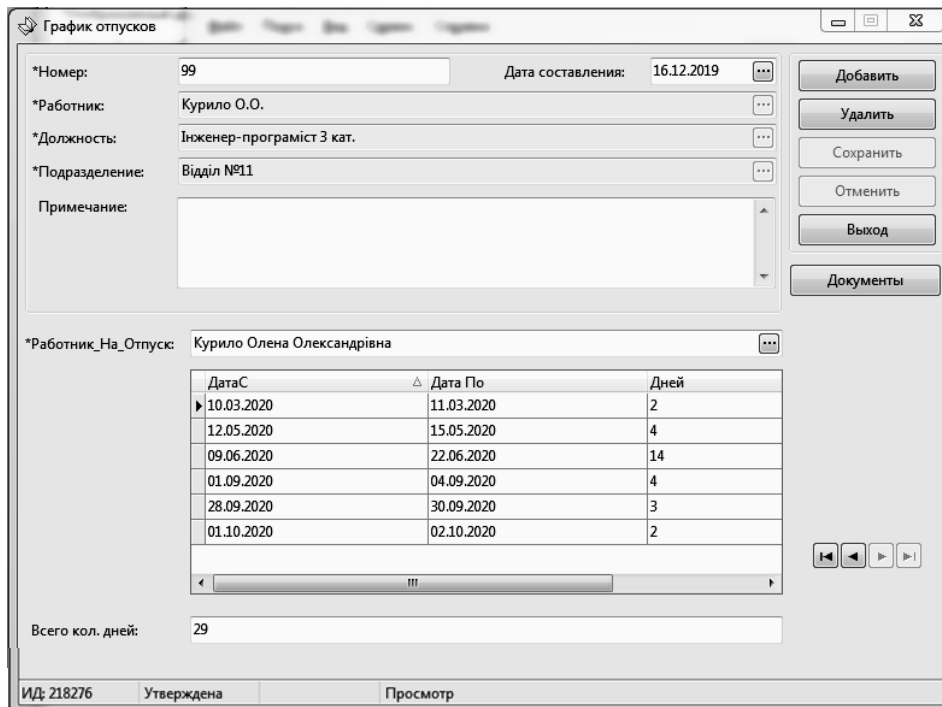 График отпусков
*Номер: 99 Дата составления: 16.12.2019 ...
Добавить
*Работник: Курило О.О. ...
Удалить
*Должность: Інженер-програміст 3 кат. ...
Сохранить
*Подразделение: Відділ №11 ...
Отменить
Примечание:
Выход
Документы
*Работник_На_Отпуск: Курило Олена Олександрівна ...
ДатаС Дата По Дней
10.03.2020 11.03.2020 2
12.05.2020 15.05.2020 4
09.06.2020 22.06.2020 14
01.09.2020 04.09.2020 4
28.09.2020 30.09.2020 3
01.10.2020 02.10.2020 2
Всего кол. дней: 29
ИД: 218276 Утверждена Просмотр